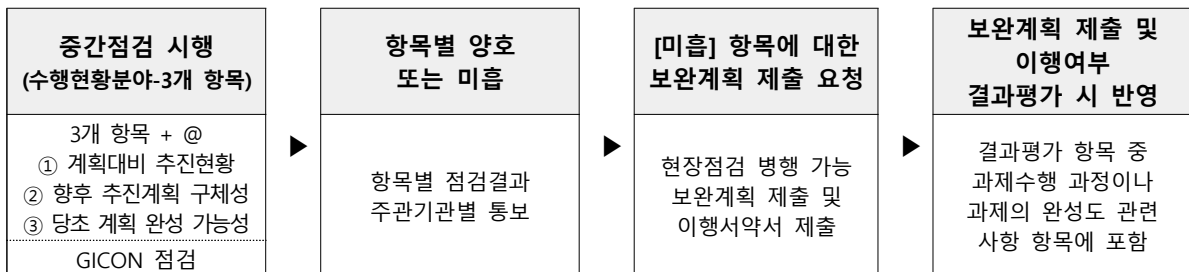 중간점검 시행
(수행현황분야-3개 항목)
3개 항목 + @
① 계획대비 추진현황
② 향후 추진계획 구체성
③ 당초 계획 완성 가능성
GICON 점검
▶
항목별 양호
또는 미흡
항목별 점검결과
주관기관별 통보
▶
[미흡] 항목에 대한
보완계획 제출 요청
현장점검 병행 가능
보완계획 제출 및
이행서약서 제출
▶
보완계획 제출 및
이행여부
결과평가 시 반영
결과평가 항목 중
과제수행 과정이나
과제의 완성도 관련
사항 항목에 포함